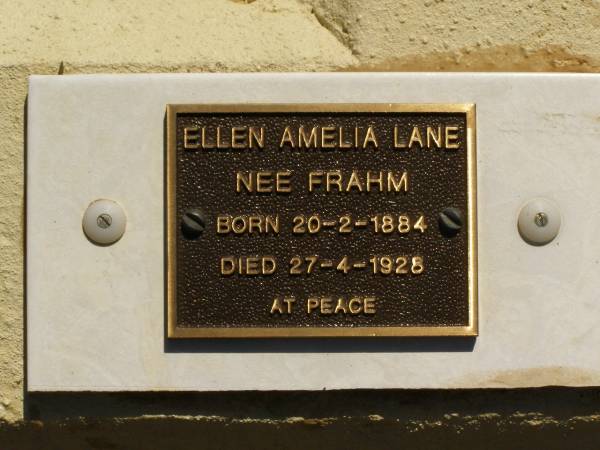 ELLEN AMELIA LANE
NEE FRAHM
BORN 20-2-1884
DIED 27-4-1928
AT PEACE